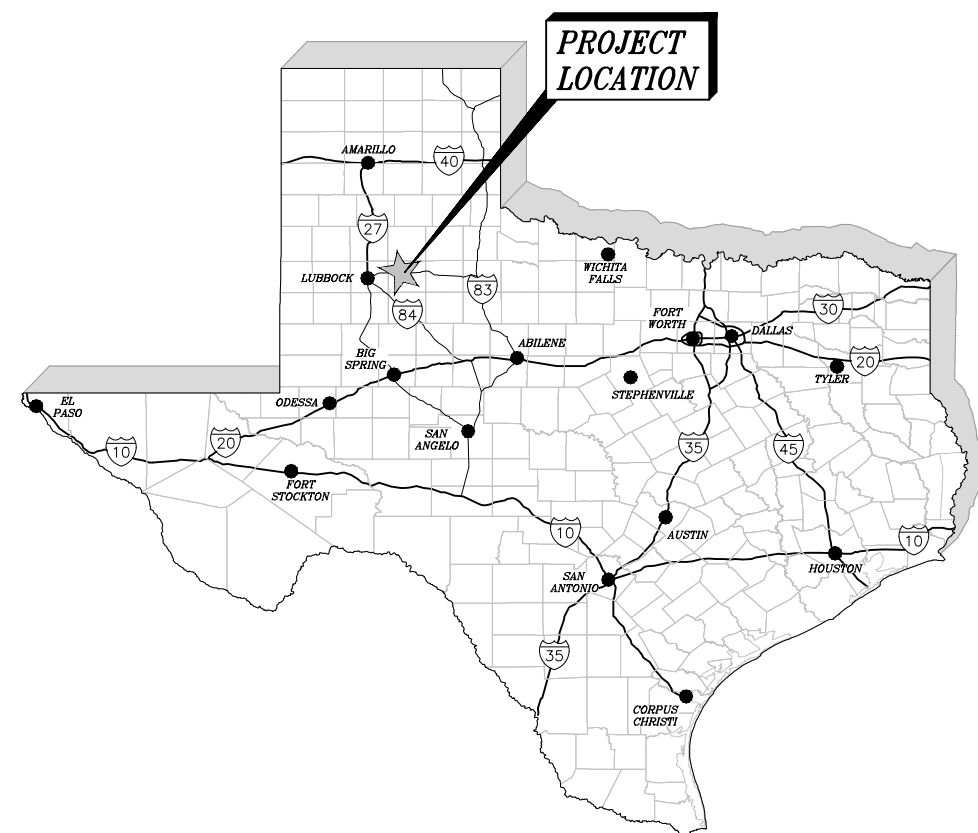 PROJECT
LOCATION
AMARILLO
40
27
LUBBOCK
83
84
WICHITA
FALLS
FORT
WORTH
30
DALLAS
ABILENE
BIG
SPRING
20
TYLER
STEPHENVILLE
ODESSA
EL
PASO
SAN
ANGELO
10
20
35
45
FORT
STOCKTON
10
AUSTIN
10
HOUSTON
SAN
ANTONIO
35
CORPUS
CHRISTI